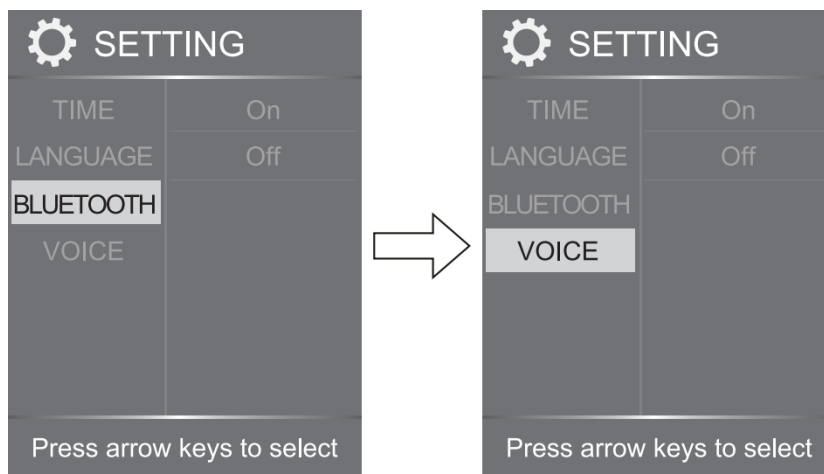 SETTING
TIME On
LANGUAGE Off
BLUETOOTH
VOICE
Press arrow keys to select
SETTING
TIME On
LANGUAGE Off
BLUETOOTH
VOICE
Press arrow keys to select